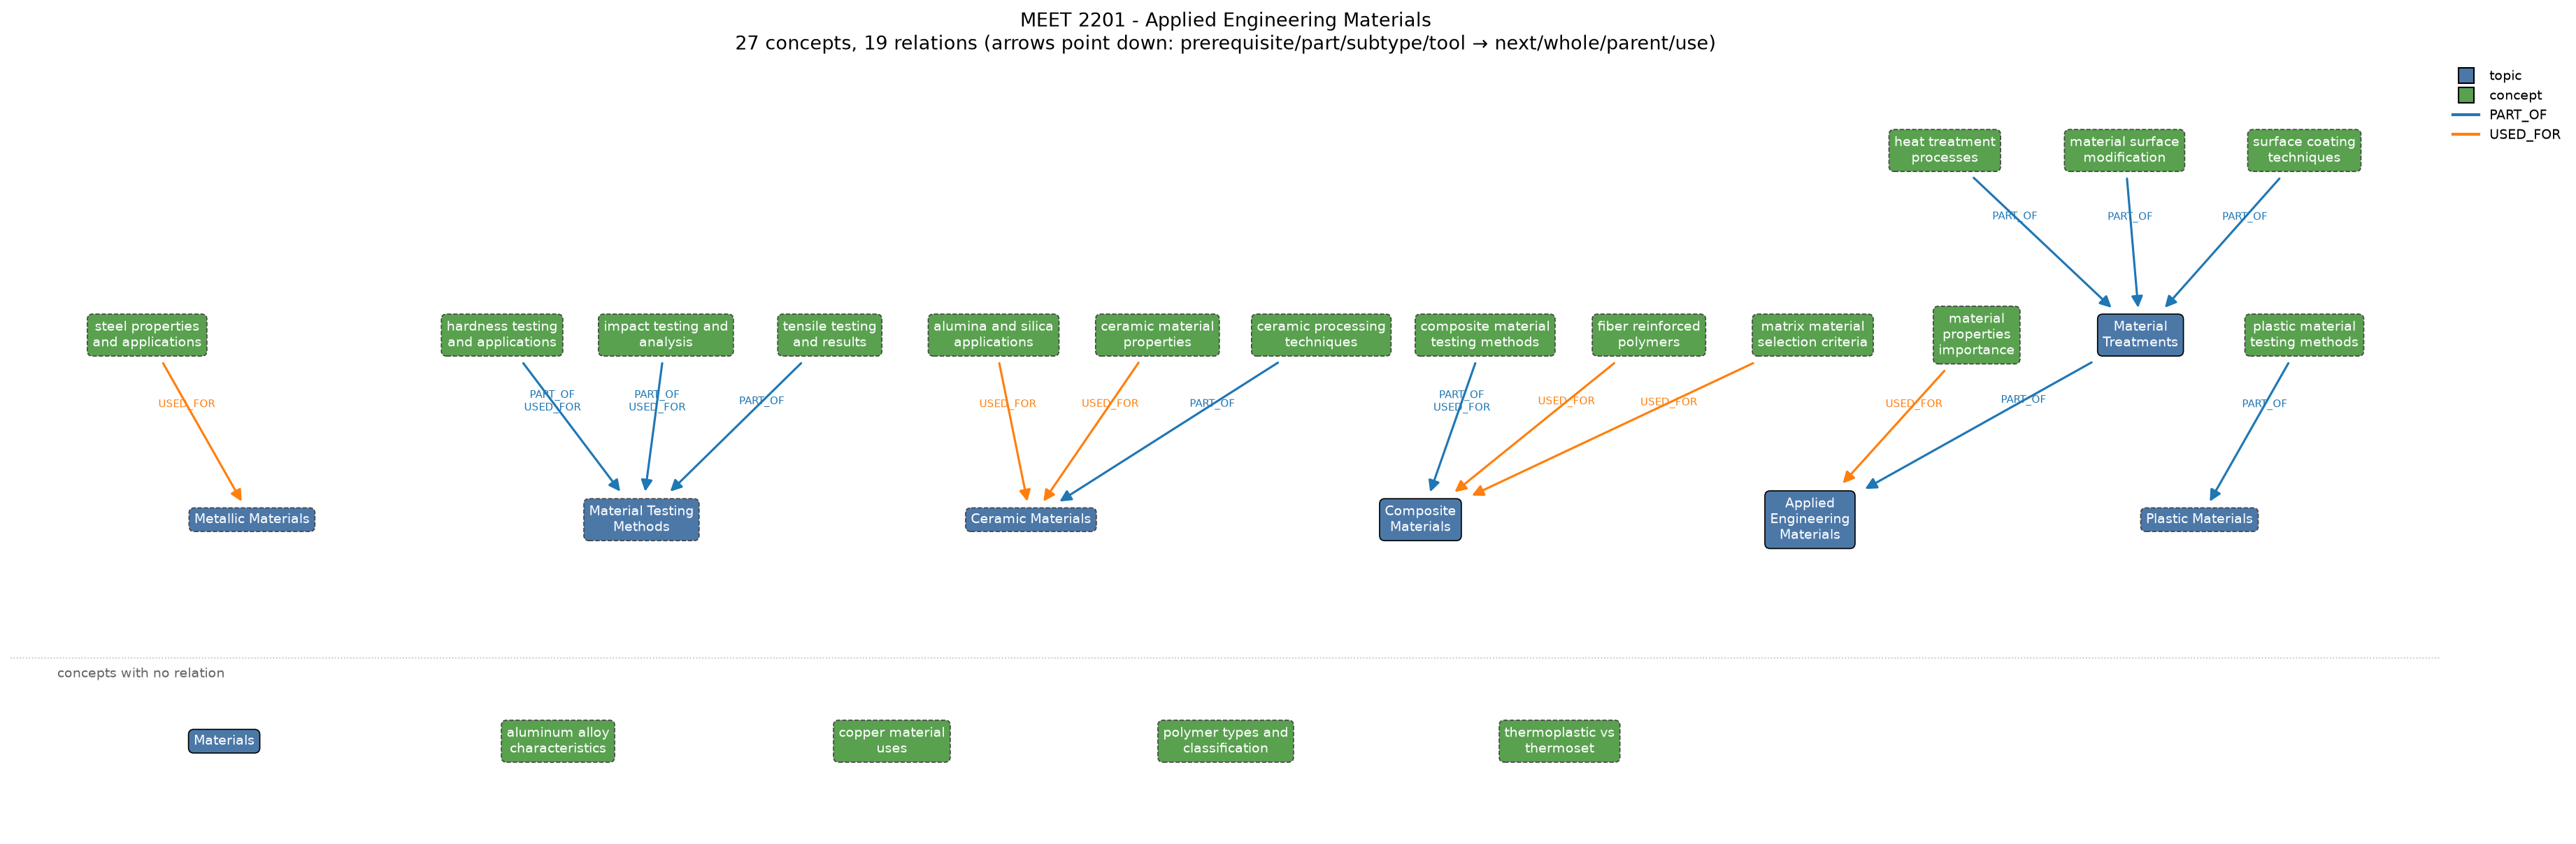 MEET 2201 - Applied Engineering Materials
27 concepts, 19 relations (arrows point down: prerequisite/part/subtype/tool → next/whole/parent/use)
topic
concept
PART_OF
USED_FOR
heat treatment
processes
material surface
modification
surface coating
techniques
PART_OF
PART_OF
PART_OF
steel properties
and applications
hardness testing
and applications
impact testing and
analysis
tensile testing
and results
alumina and silica
applications
ceramic material
properties
ceramic processing
techniques
composite material
testing methods
fiber reinforced
polymers
matrix material
selection criteria
material
properties
importance
Material
Treatments
plastic material
testing methods
USED_FOR
PART_OF
USED_FOR
PART_OF
USED_FOR
PART_OF
USED_FOR
USED_FOR
PART_OF
PART_OF
USED_FOR
USED_FOR
USED_FOR
USED_FOR
PART_OF
PART_OF
Metallic Materials
Material Testing
Methods
Ceramic Materials
Composite
Materials
Applied
Engineering
Materials
Plastic Materials
concepts with no relation
Materials
aluminum alloy
characteristics
copper material
uses
polymer types and
classification
thermoplastic vs
thermoset